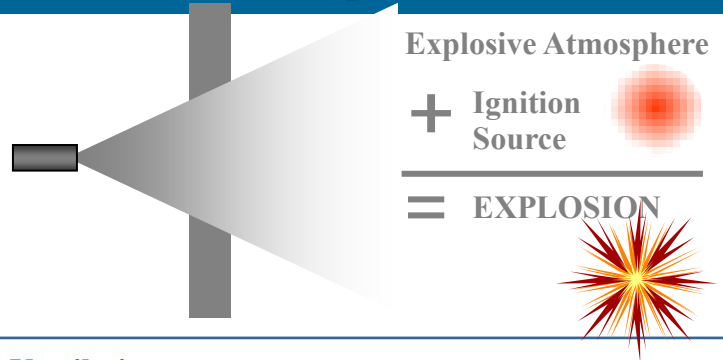 Explosive Atmosphere
+ Ignition
Source
= EXPLOSION